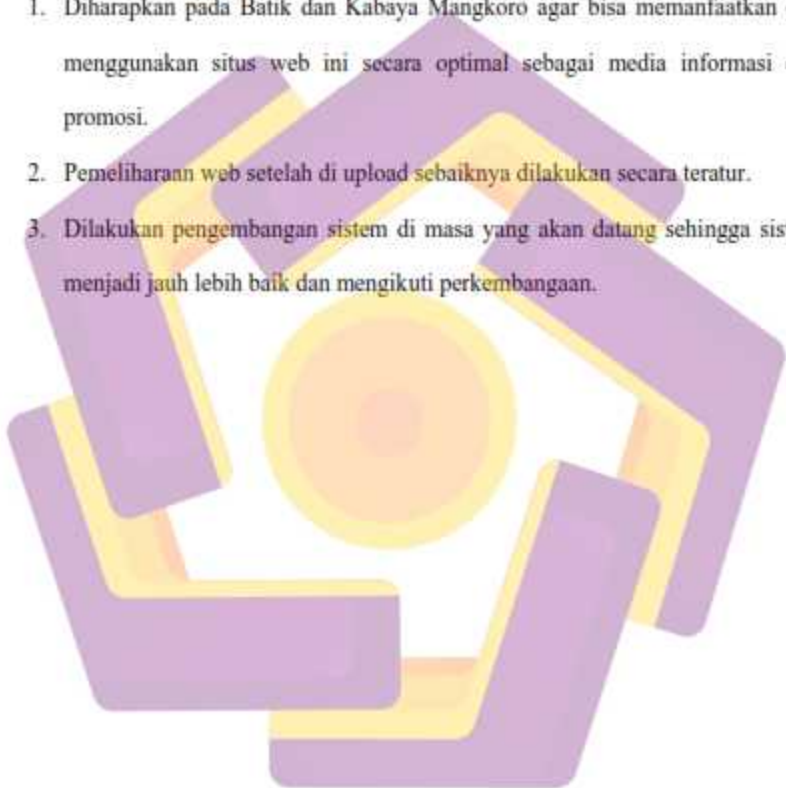 1. Diharapkan pada Batik dan Kabaya Mangkoro agar bisa memanfaatkan
menggunakan situs web ini secara optimal sebagai media informasi
promosi.
2. Pemeliharaan web setelah di upload sebaiknya dilakukan secara teratur.
3. Dilakukan pengembangan sistem di masa yang akan datang sehingga
menjadi jauh lebih baik dan mengikuti perkembangaan.